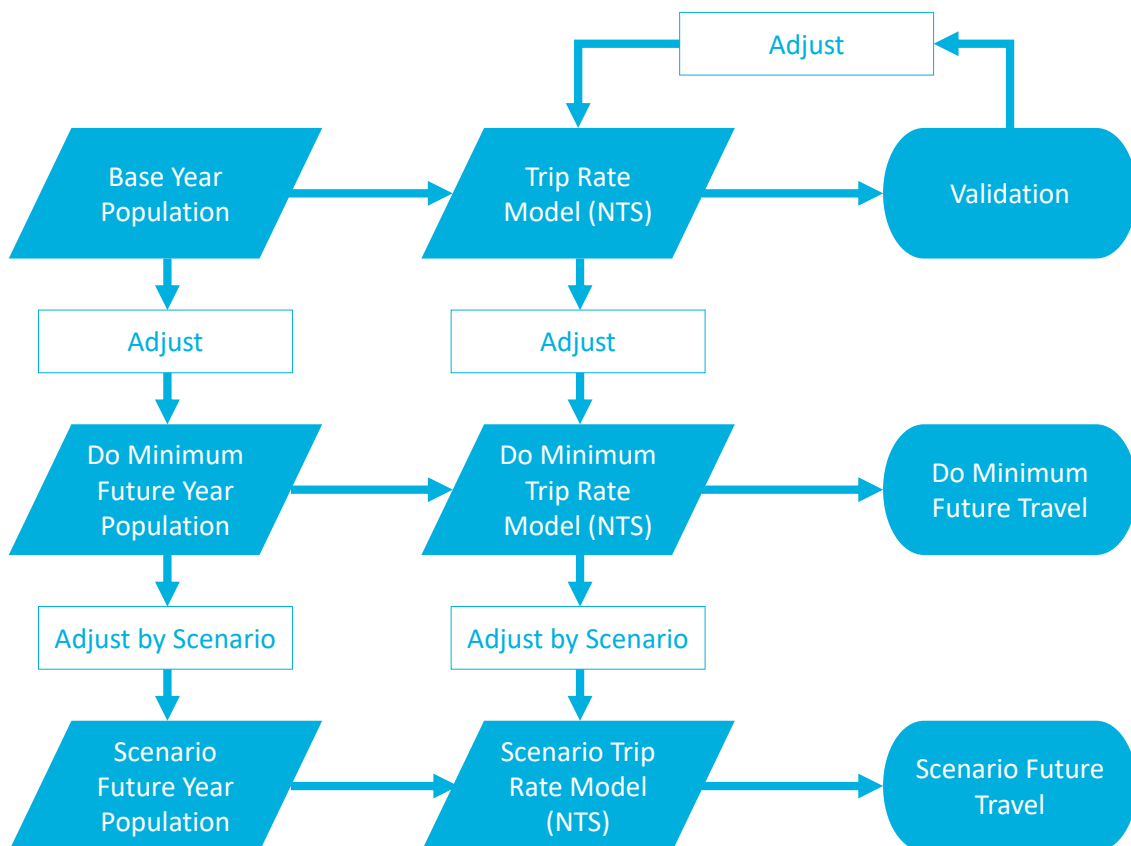 Adjust
Base Year
Population
Trip Rate
Model (NTS)
Validation
Adjust
Adjust
Do Minimum
Future Year
Population
Do Minimum
Trip Rate
Model (NTS)
Do Minimum
Future Travel
Adjust by Scenario
Adjust by Scenario
Scenario
Future Year
Population
Scenario Trip
Rate Model
(NTS)
Scenario Future
Travel